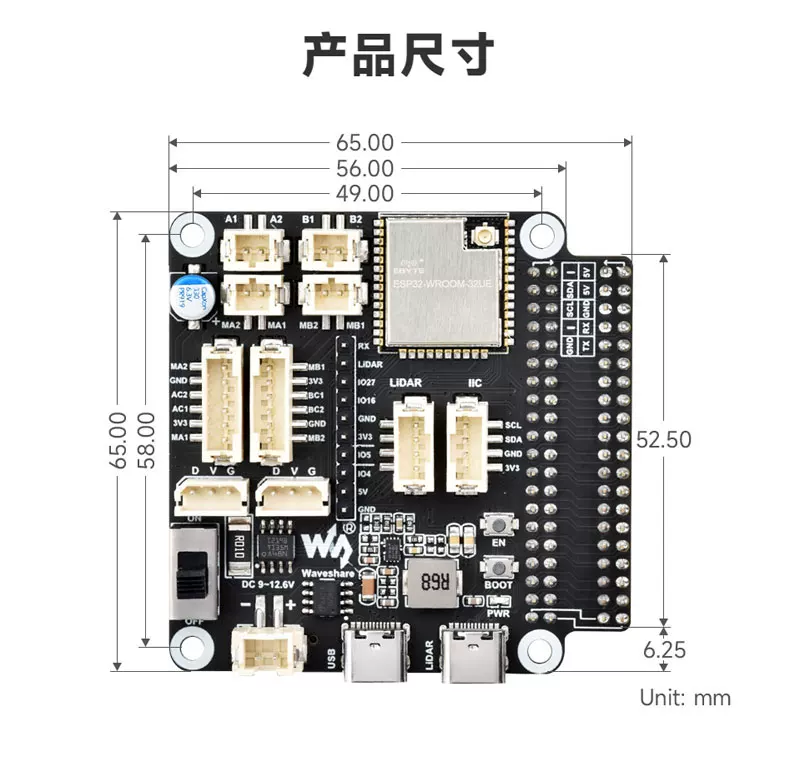 产品尺寸
65.00
56.00
49.00
A1 A2 B1 B2
EBYTE
ESP32-WROOM-32UE
MA2 MA1 MB2 MB1
I 5V
SDA 5V
SCL GND
I RX
GND TX
RX
LiDAR
IO27
IO16
GND
3V3
IO5
IO4
5V
GND
MA2
GND
AC2
AC1
3V3
MA1
MB1
3V3
BC1
BC2
GND
MB2
LiDAR IIC
SCL
SDA
GND
3V3
65.00
58.00
52.50
D V G D V G
ON
R010
Waveshare
®
R68
EN
BOOT
PWR
DC 9~12.6V
- +
OFF
USB
LiDAR
6.25
Unit: mm